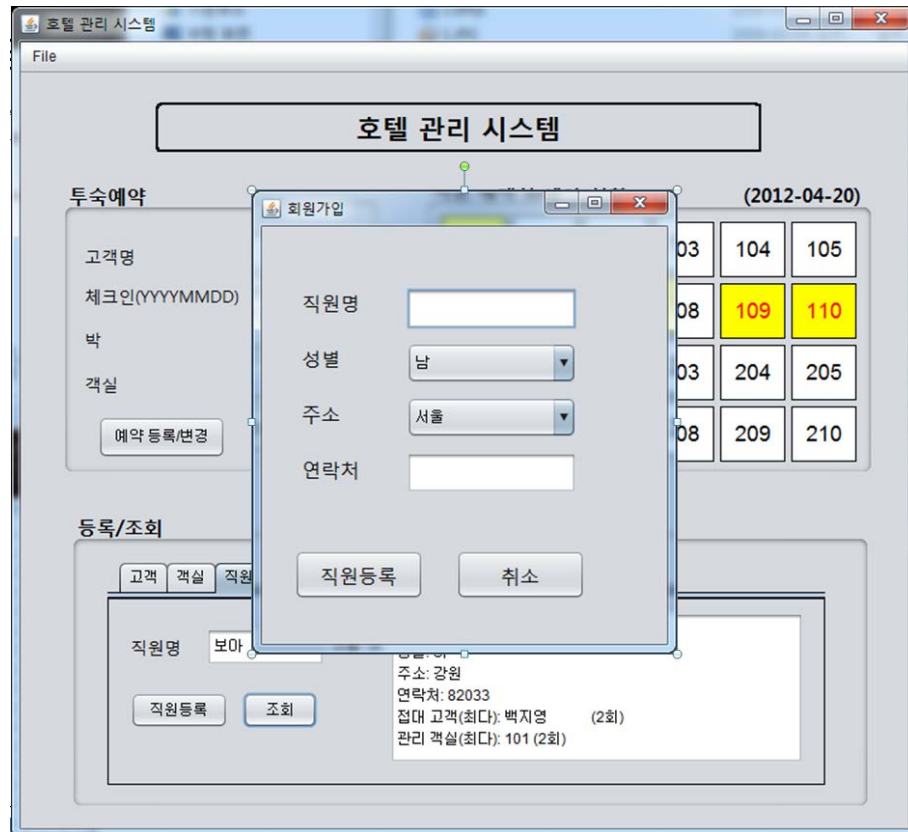 호텔 관리 시스템
File
호텔 관리 시스템
투숙예약
(2012-04-20)
회원가입
고객명
체크인(YYYYMMDD)
박
객실
예약 등록/변경
직원명
성별
남
주소
서울
연락처
직원등록
취소
03 104 105
08 109 110
03 204 205
08 209 210
등록/조회
고객 객실 직원
직원명
보아
직원등록
조회
주소: 강원
연락처: 82033
접대 고객(최다): 백지영 (2회)
관리 객실(최다): 101 (2회)